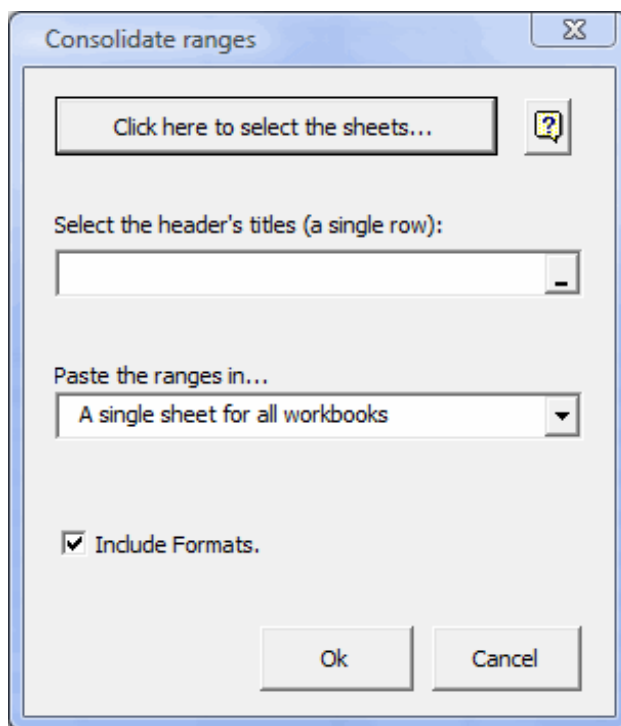 Consolidate ranges
Click here to select the sheets...
?
Select the header's titles (a single row):
Paste the ranges in...
A single sheet for all workbooks
Include Formats.
Ok
Cancel